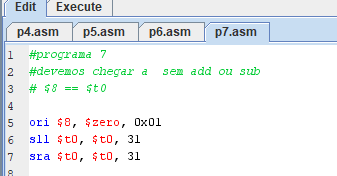 Edit Execute
p4.asm p5.asm p6.asm p7.asm
1 #programa 7
2 #devemos chegar a  sem add ou sub
3 # $8 == $t0
4
5 ori $8, $zero, 0x01
6 sll $t0, $t0, 31
7 sra $t0, $t0, 31
8